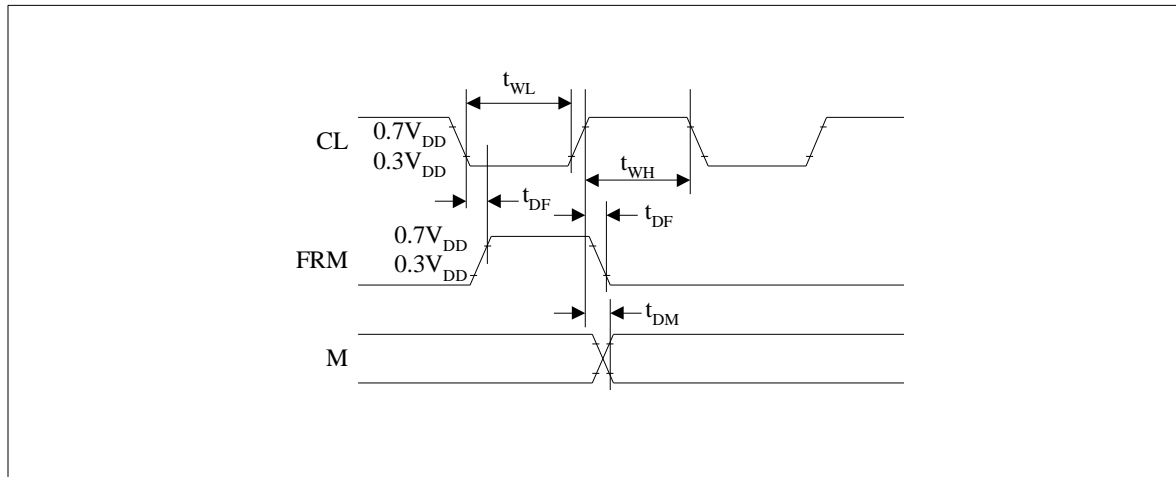 t_WL
0.7V_DD
CL
0.3V_DD
t_WH
t_DF
t_DF
0.7V_DD
FRM
0.3V_DD
t_DM
M